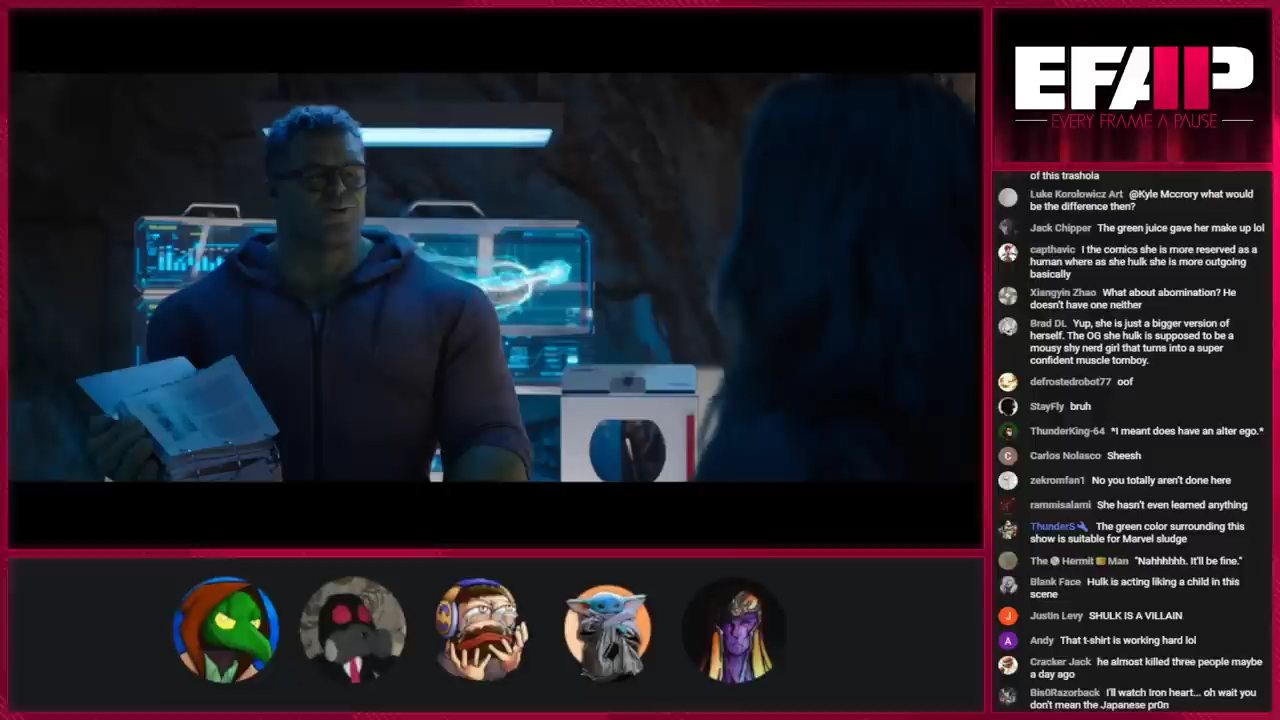 EFAP
EVERY FRAME A PAUSE
of this trashola
Luke Korolowicz Art @Kyle Mccrory what would
be the difference then?
Jack Chipper The green juice gave her make up lol
capthavic I the comics she is more reserved as a
human where as she hulk she is more outgoing
basically
Xiangyin Zhao What about abomination? He
doesn't have one neither
Brad DL Yup, she is just a bigger version of
herself. The OG she hulk is supposed to be a
mousy shy nerd girl that turns into a super
confident muscle tomboy.
defrostedrobot77 oof
StayFly bruh
ThunderKing-64 *I meant does have an alter ego.*
Carlos Nolasco Sheesh
zekromfan1 No you totally aren't done here
rammisalami She hasn't even learned anything
ThunderS The green color surrounding this
show is suitable for Marvel sludge
The Hermit Man "Nahhhhhh. It'll be fine."
Blank Face Hulk is acting liking a child in this
scene
J Justin Levy SHULK IS A VILLAIN
A Andy That t-shirt is working hard lol
Cracker Jack he almost killed three people maybe
a day ago
Bis0Razorback I'll watch Iron heart... oh wait you
don't mean the Japanese pr0n